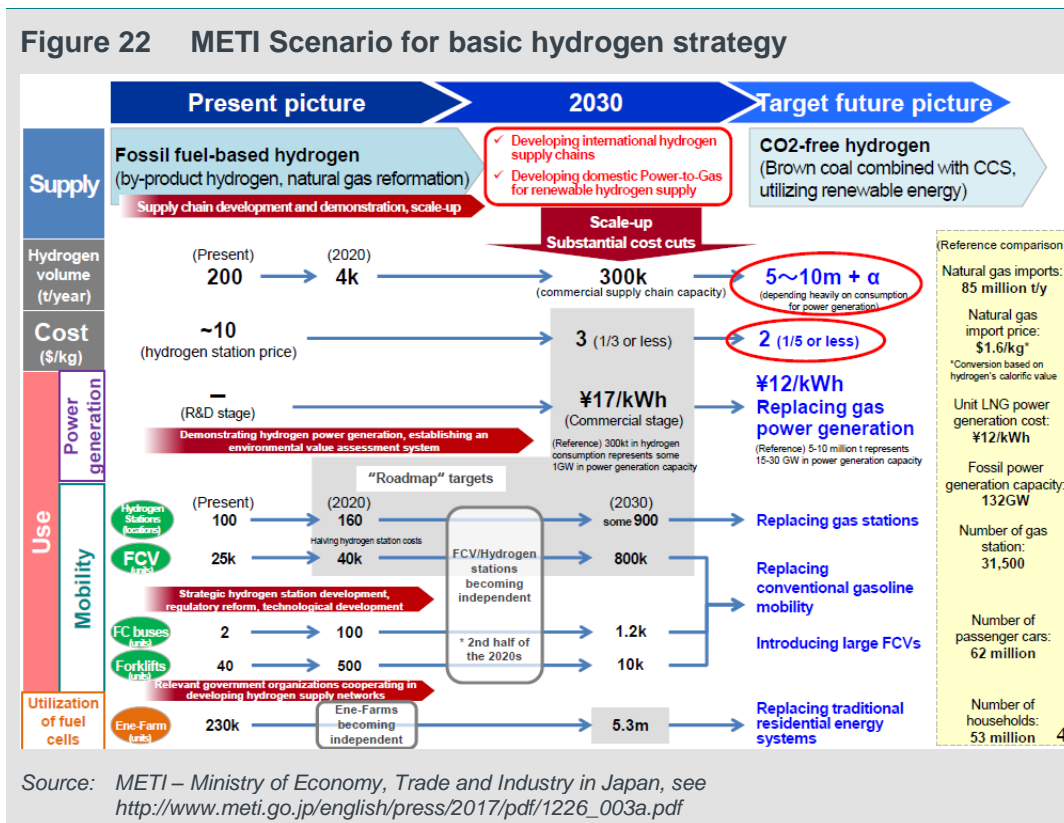 Figure 22 METI Scenario for basic hydrogen strategy
Present picture
2030
Target future picture
Supply
Fossil fuel-based hydrogen
(by-product hydrogen, natural gas reformation)
✓ Developing international hydrogen
supply chains
✓ Developing domestic Power-to-Gas
for renewable hydrogen supply
CO2-free hydrogen
(Brown coal combined with CCS,
utilizing renewable energy)
Supply chain development and demonstration, scale-up
Scale-up
Substantial cost cuts
Hydrogen
volume
(t/year)
(Present)
200
(2020)
4k
300k
(commercial supply chain capacity)
5～10m + α
(depending heavily on consumption
for power generation)
Cost
($/kg)
~10
(hydrogen station price)
3 (1/3 or less)
2 (1/5 or less)
Use
Power
generation
–
(R&D stage)
¥17/kWh
(Commercial stage)
(Reference) 300kt in hydrogen
consumption represents some
1GW in power generation capacity
¥12/kWh
Replacing gas
power generation
(Reference) 5-10 million t represents
15-30 GW in power generation capacity
Demonstrating hydrogen power generation, establishing an
environmental value assessment system
"Roadmap" targets
Mobility
Hydrogen
Stations
(locations)
(Present)
100
(2020)
160
Halving hydrogen station costs
(2030)
some 900
Replacing gas stations
FCV
(units)
25k
40k
FCV/Hydrogen
stations
becoming
independent
* 2nd half of
the 2020s
800k
Replacing
conventional gasoline
mobility
Strategic hydrogen station development,
regulatory reform, technological development
FC buses
(units)
2
100
1.2k
Introducing large FCVs
Forklifts
(units)
40
500
10k
Relevant government organizations cooperating in
developing hydrogen supply networks
Utilization
of fuel
cells
Ene-Farm
(units)
230k
Ene-Farms
becoming
independent
5.3m
Replacing traditional
residential energy
systems
(Reference comparison
Natural gas imports:
85 million t/y
Natural gas
import price:
$1.6/kg*
*Conversion based on
hydrogen's calorific value
Unit LNG power
generation cost:
¥12/kWh
Fossil power
generation capacity:
132GW
Number of gas
station:
31,500
Number of
passenger cars:
62 million
Number of
households:
53 million
4
Source: METI – Ministry of Economy, Trade and Industry in Japan, see
http://www.meti.go.jp/english/press/2017/pdf/1226_003a.pdf